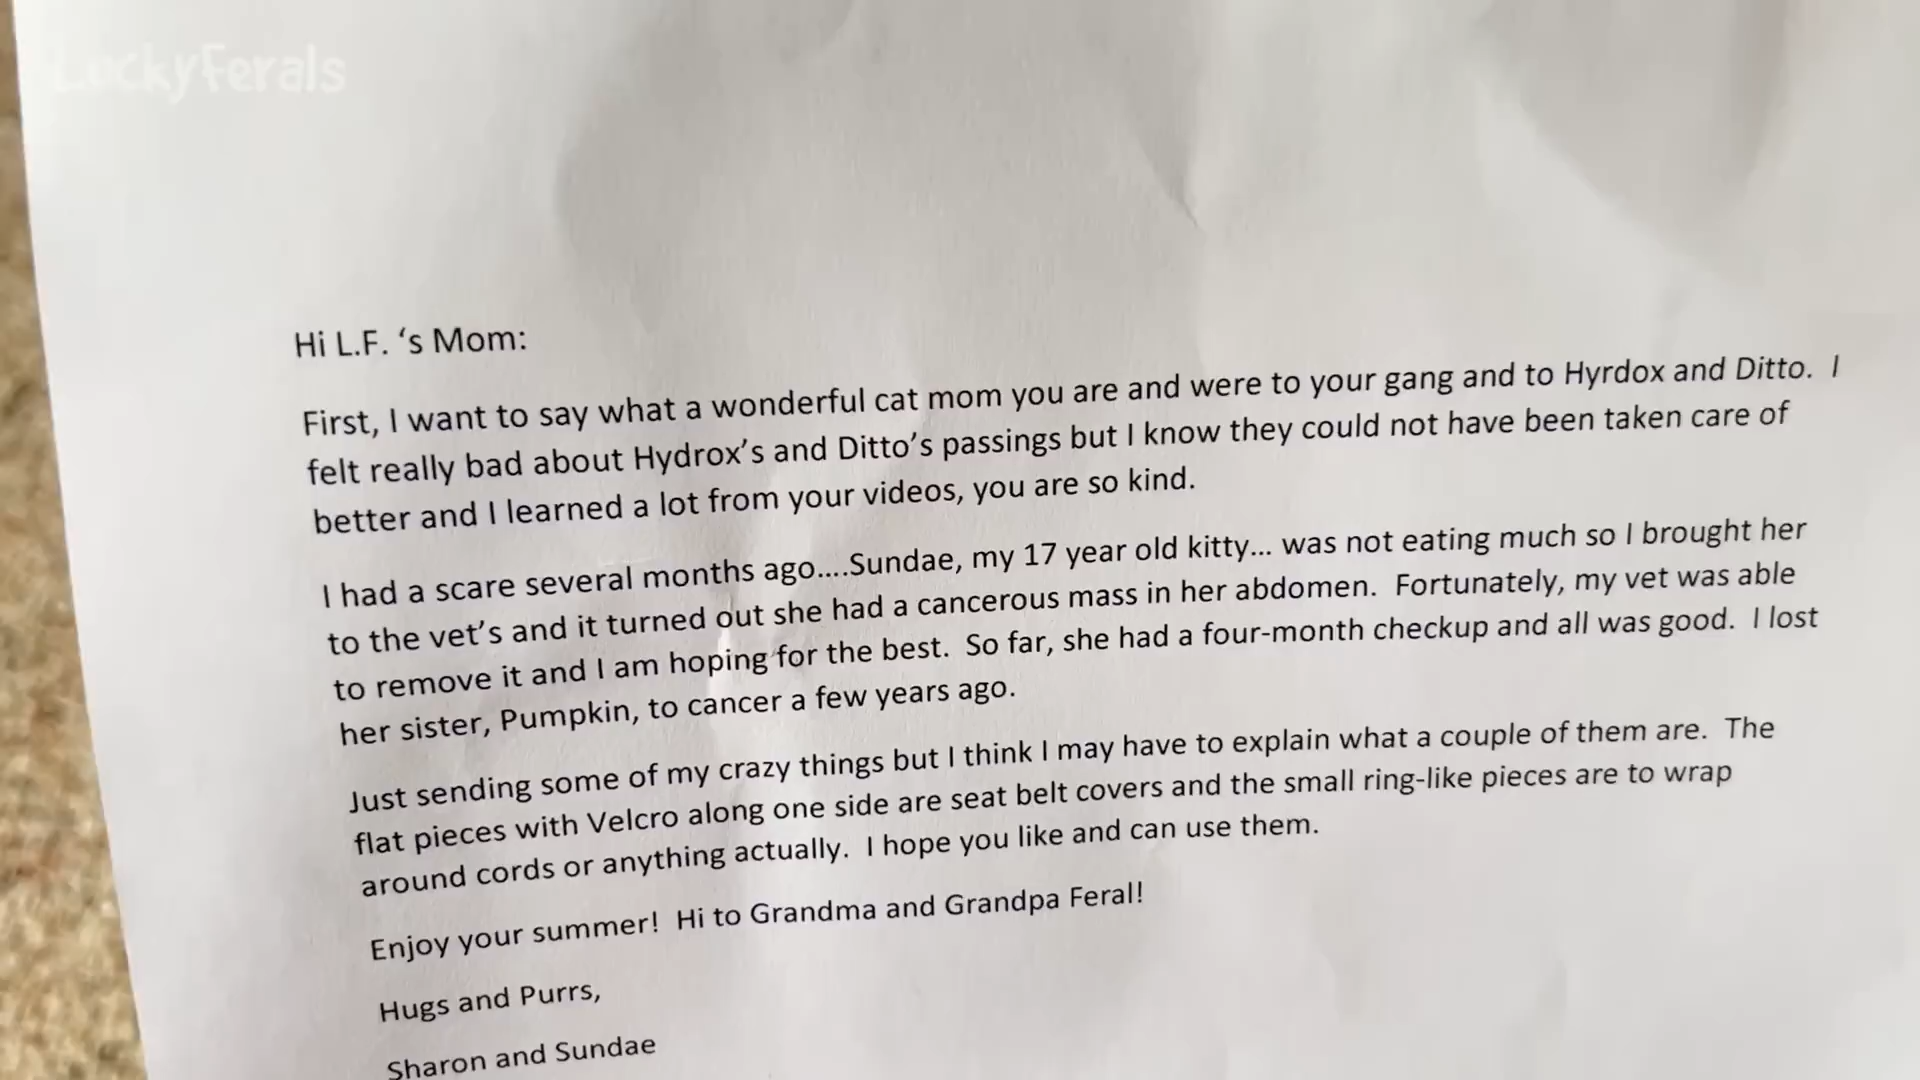 LuckyFerals
Hi L.F. ‘s Mom:
First, I want to say what a wonderful cat mom you are and were to your gang and to Hyrdox and Ditto.  I
felt really bad about Hydrox’s and Ditto’s passings but I know they could not have been taken care of
better and I learned a lot from your videos, you are so kind.
I had a scare several months ago….Sundae, my 17 year old kitty… was not eating much so I brought her
to the vet’s and it turned out she had a cancerous mass in her abdomen.  Fortunately, my vet was able
to remove it and I am hoping for the best.  So far, she had a four-month checkup and all was good.  I lost
her sister, Pumpkin, to cancer a few years ago.
Just sending some of my crazy things but I think I may have to explain what a couple of them are.  The
flat pieces with Velcro along one side are seat belt covers and the small ring-like pieces are to wrap
around cords or anything actually.  I hope you like and can use them.
Enjoy your summer!  Hi to Grandma and Grandpa Feral!
Hugs and Purrs,
Sharon and Sundae